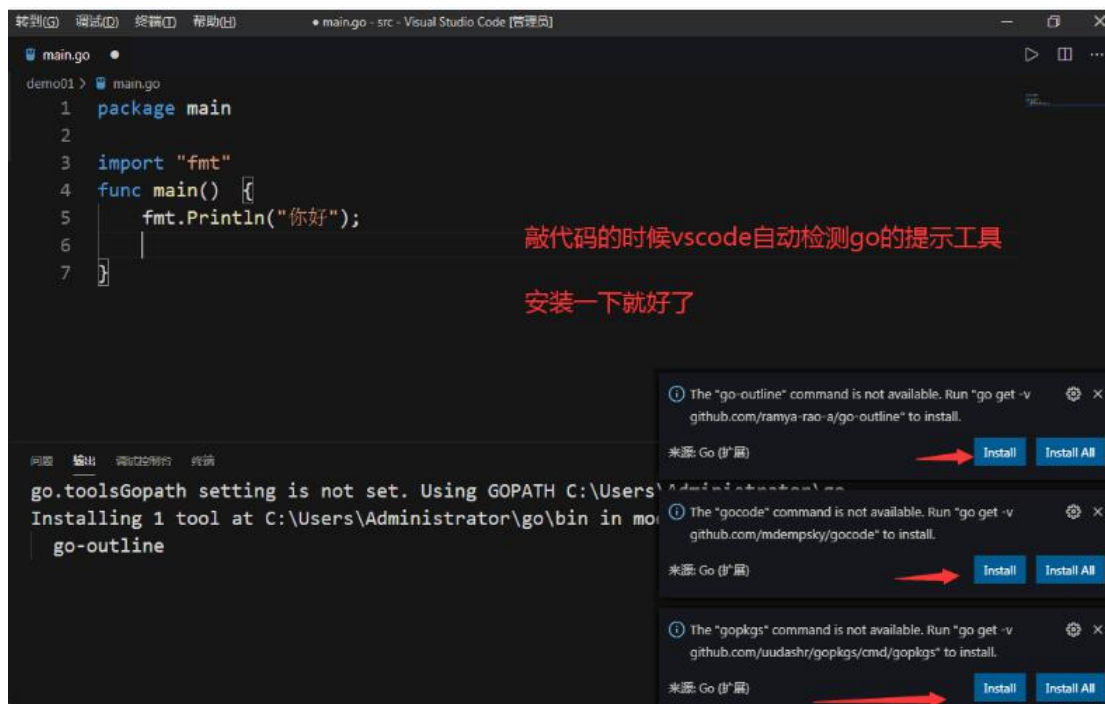 转到(G) 调试(D) 终端(T) 帮助(H) ● main.go - src - Visual Studio Code [管理员]
main.go ●
demo01 > main.go
1 package main
2
3 import "fmt"
4 func main() {
5 fmt.Println("你好");
6
7 }
敲代码的时候vscode自动检测go的提示工具
安装一下就好了
The "go-outline" command is not available. Run "go get -v
github.com/ramya-rao-a/go-outline" to install.
来源: Go (扩展) Install Install All
问题 输出 调试控制台 终端
go.toolsGopath setting is not set. Using GOPATH C:\Users\Administrator\go
Installing 1 tool at C:\Users\Administrator\go\bin in mo
go-outline
The "gocode" command is not available. Run "go get -v
github.com/mdempsky/gocode" to install.
来源: Go (扩展) Install Install All
The "gopkgs" command is not available. Run "go get -v
github.com/uudashr/gopkgs/cmd/gopkgs" to install.
来源: Go (扩展) Install Install All